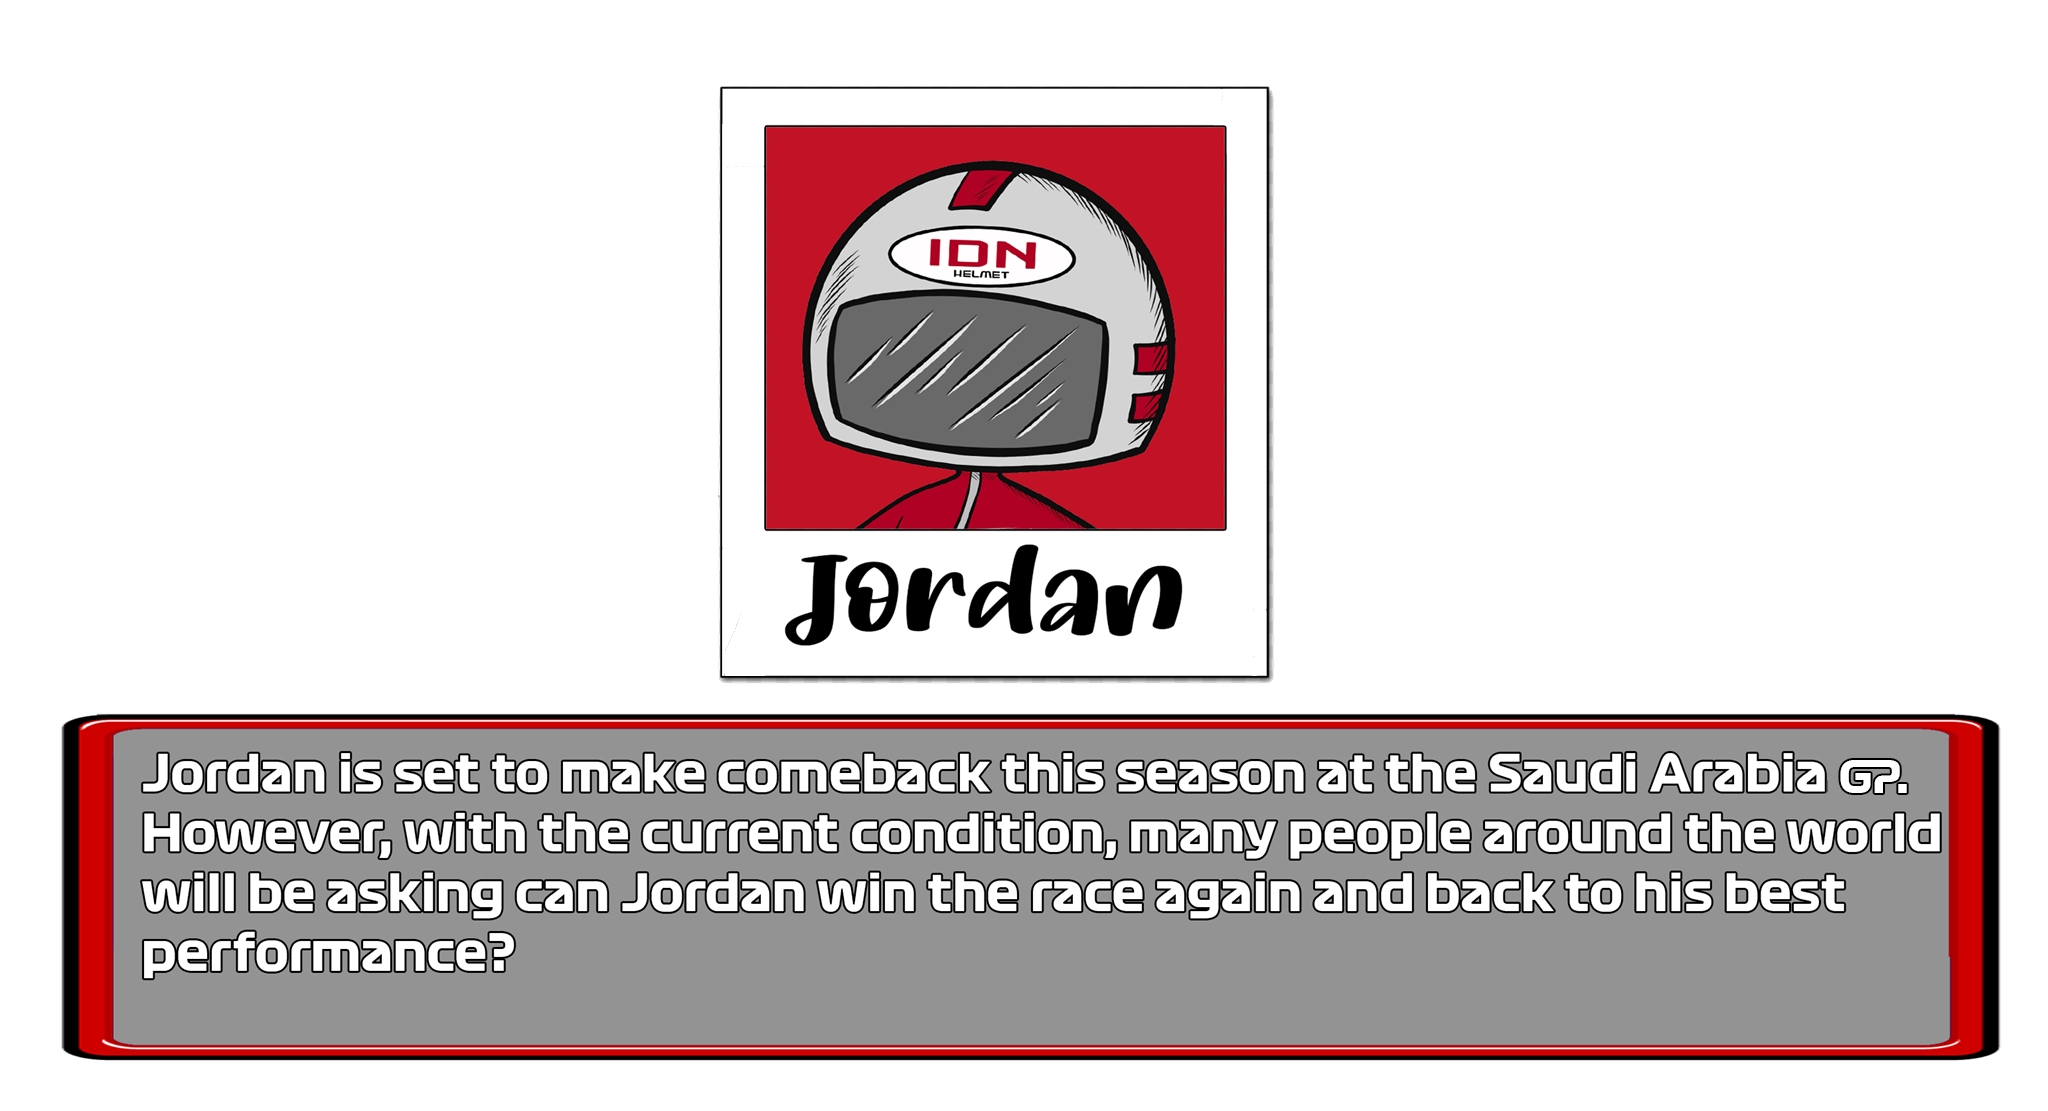 IDN
HELMET
Jordan
Jordan is set to make comeback this season at the Saudi Arabia GP.
However, with the current condition, many people around the world
will be asking can Jordan win the race again and back to his best
performance?